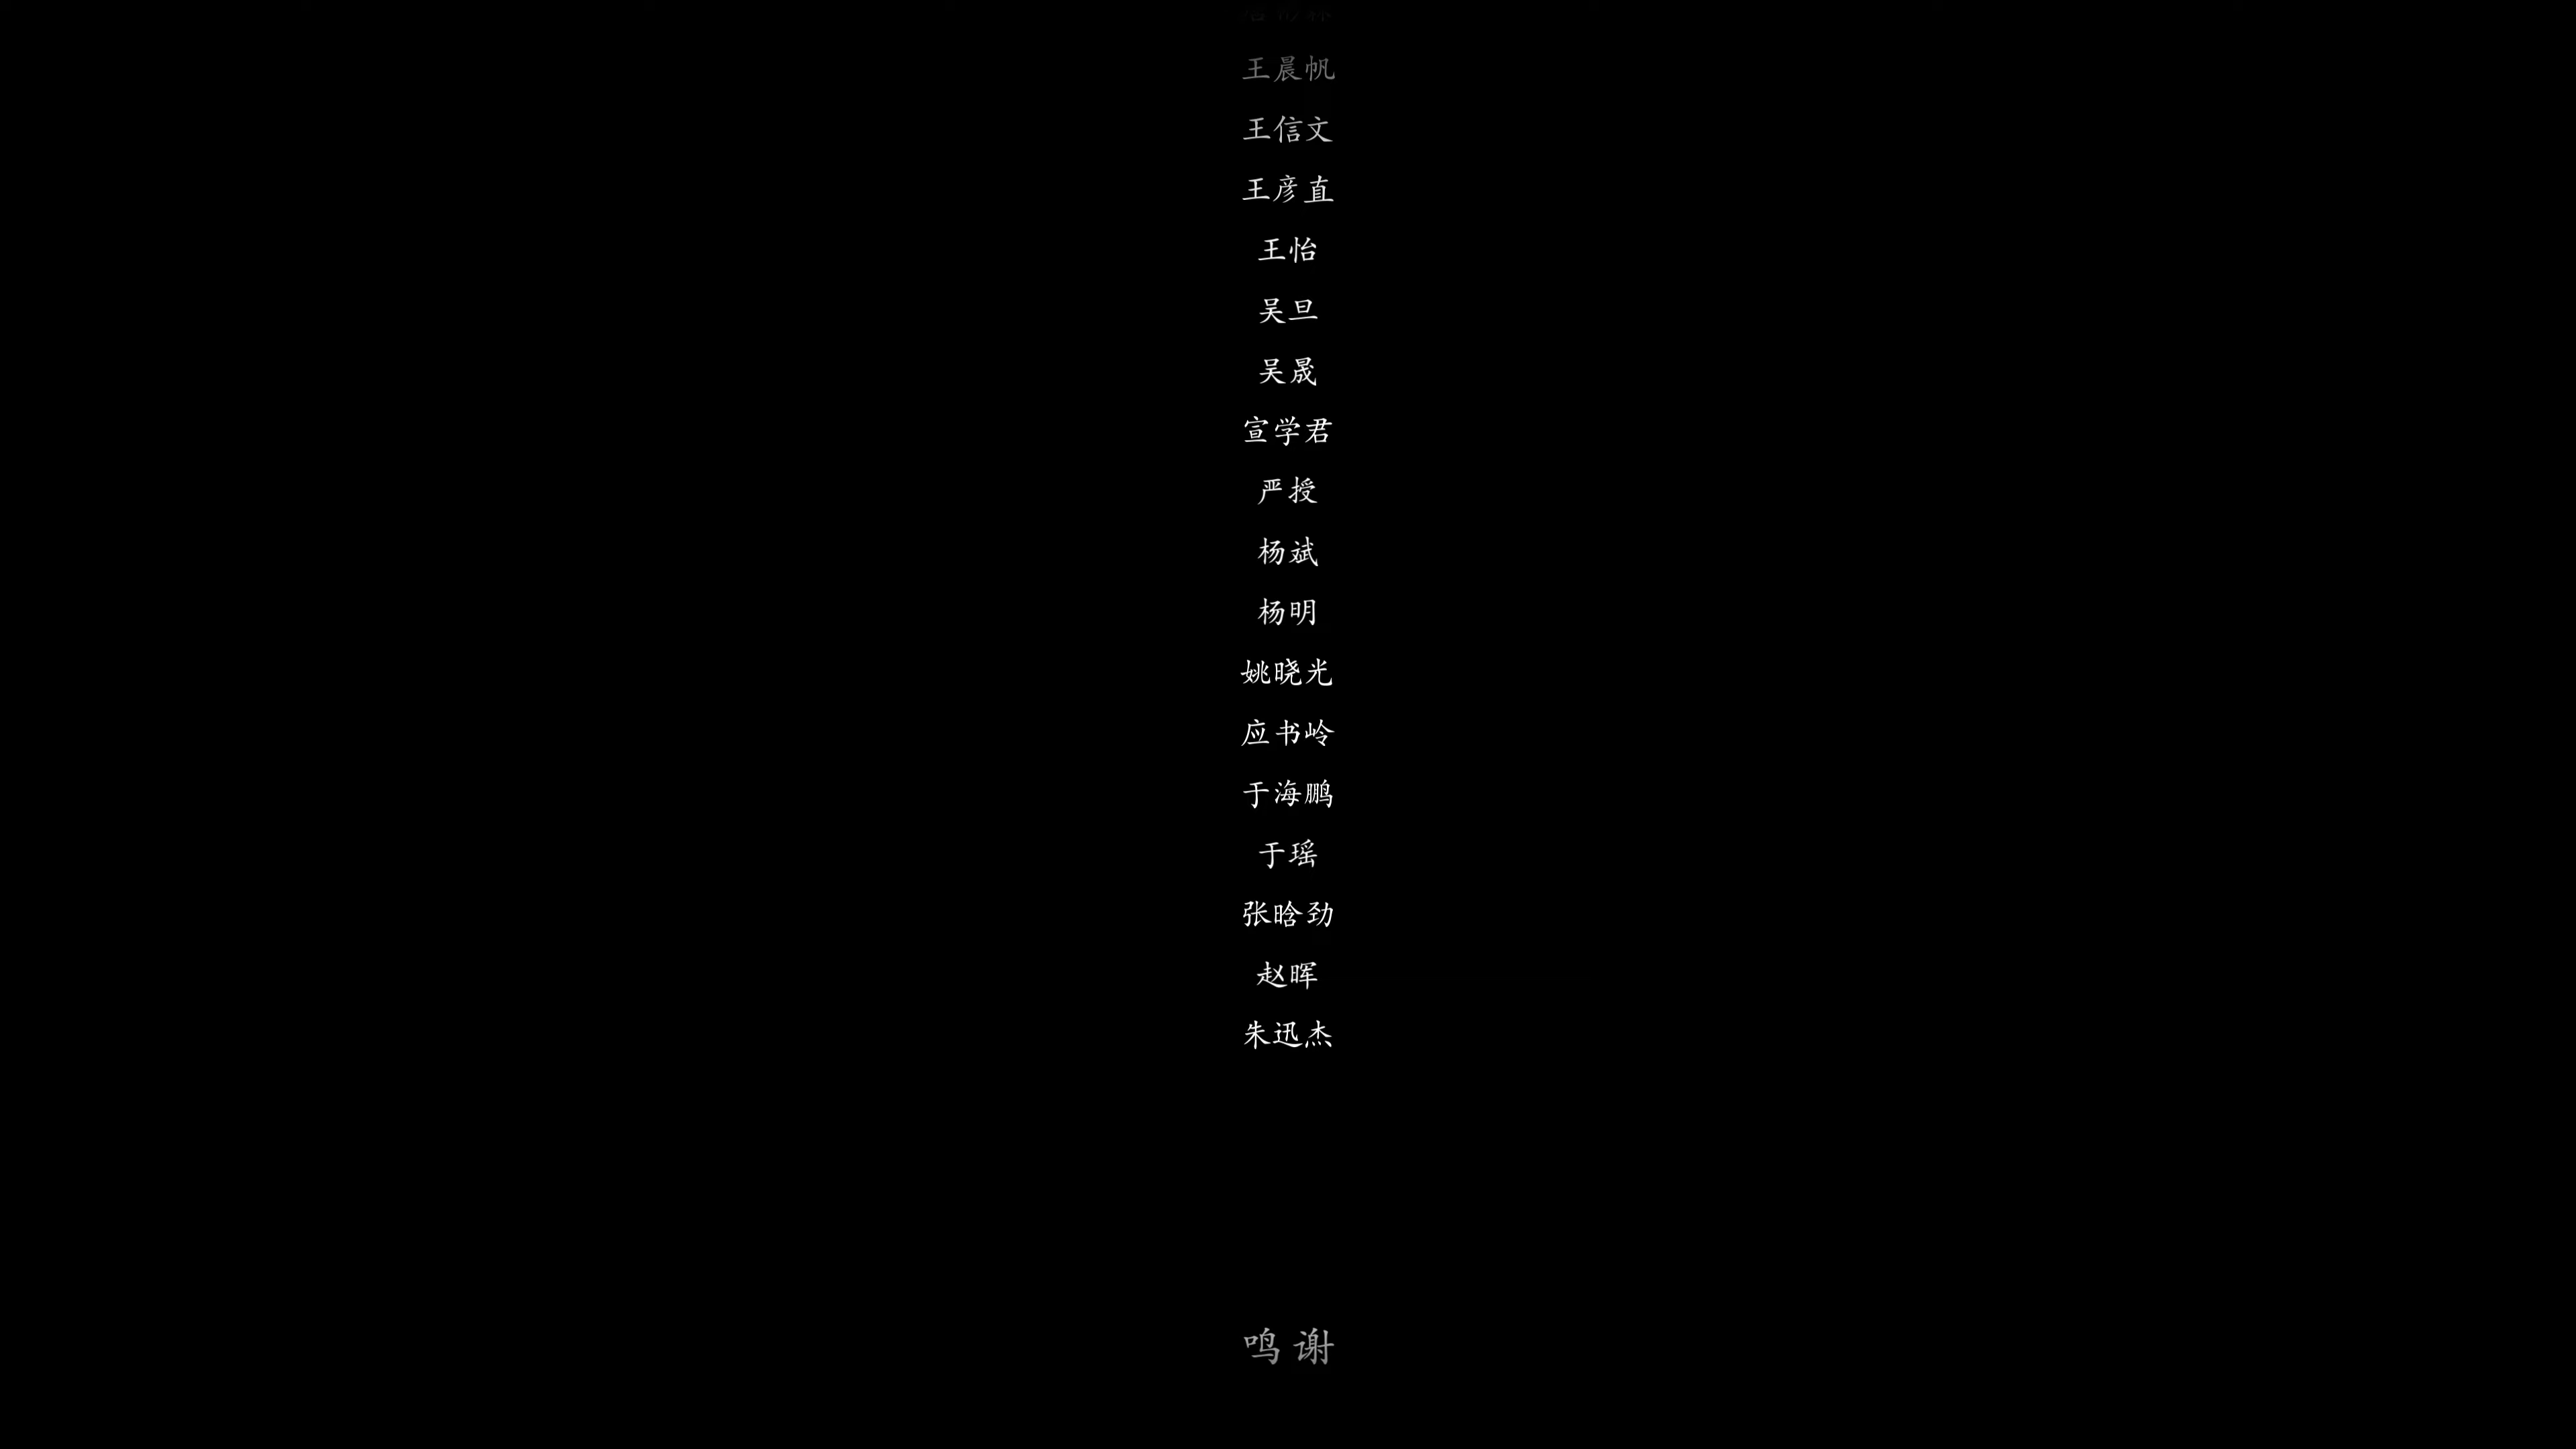 王晨帆
王信文
王彦直
王怡
吴旦
吴晟
宣学君
严授
杨斌
杨明
姚晓光
应书岭
于海鹏
于瑶
张晗劲
赵晖
朱迅杰
鸣谢